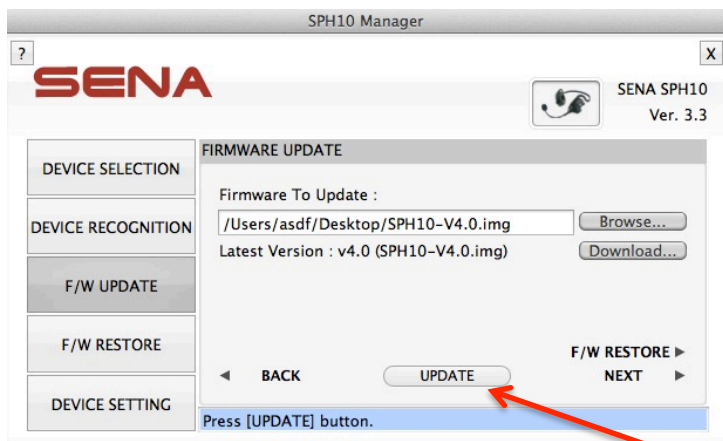 SPH10 Manager
?
X
SENA
SENA SPH10
Ver. 3.3
DEVICE SELECTION
DEVICE RECOGNITION
F/W UPDATE
F/W RESTORE
DEVICE SETTING
FIRMWARE UPDATE
Firmware To Update :
/Users/asdf/Desktop/SPH10-V4.0.img
Browse...
Latest Version : v4.0 (SPH10-V4.0.img)
Download...
F/W RESTORE ▶
◀ BACK
UPDATE
NEXT ▶
Press [UPDATE] button.